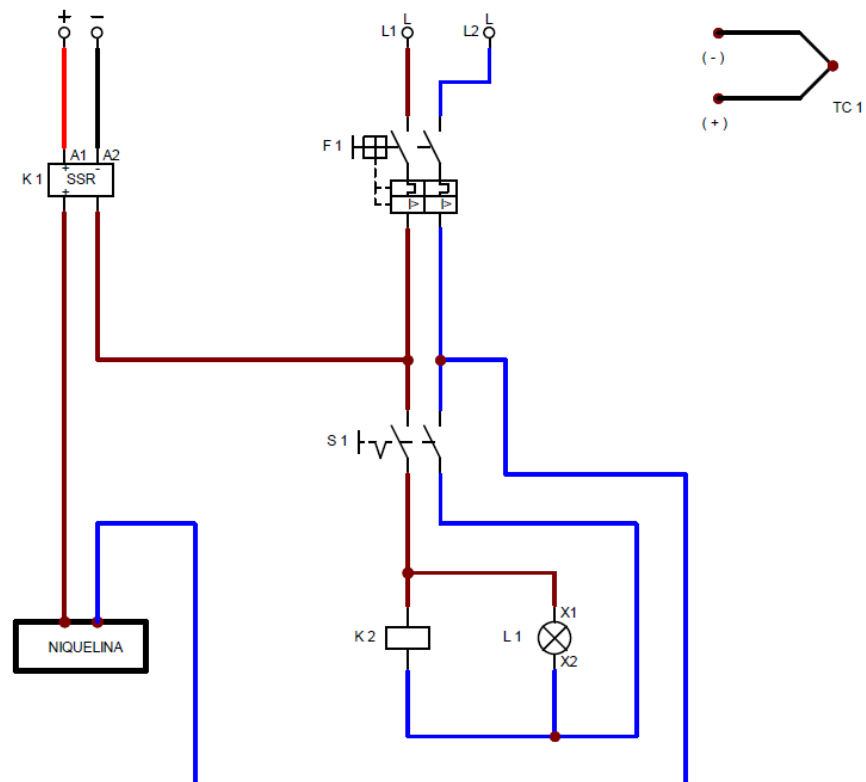 + −
L L
L1 L2
( - )
TC 1
( + )
F 1
A1 A2
K 1
+ -
SSR
+
I> I>
S 1
X1
K 2
L 1
X2
NIQUELINA